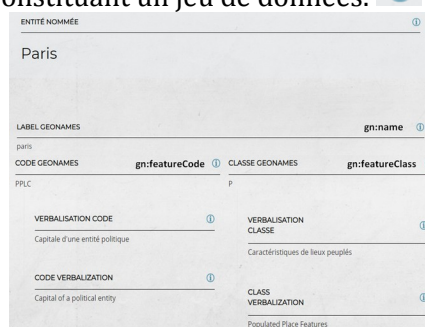 onstituant un jeu de données.
ENTITÉ NOMMÉE
Paris
LABEL GEONAMES gn:name
paris
CODE GEONAMES gn:featureCode CLASSE GEONAMES gn:featureClass
PPLC P
VERBALISATION CODE
Capitale d'une entité politique
VERBALISATION
CLASSE
Caractéristiques de lieux peuplés
CODE VERBALIZATION
Capital of a political entity
CLASS
VERBALIZATION
Populated Place Features